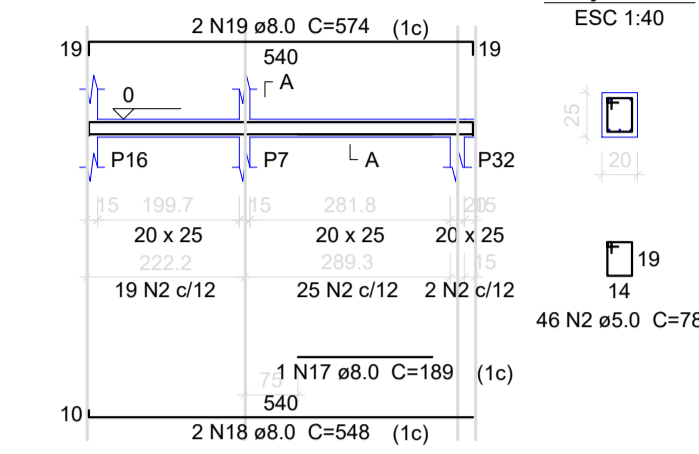 2 N19 ø8.0 C=574 (1c)
ESC 1:40
19
19
540
A
0
25
P16
P7
A
P32
20
15 199.7 15 281.8 20 15
20 x 25 20 x 25 20 x 25
222.2 289.3 15
19
14
19 N2 c/12 25 N2 c/12 2 N2 c/12
46 N2 ø5.0 C=78
1 N17 ø8.0 C=189 (1c)
75
540
10
2 N18 ø8.0 C=548 (1c)